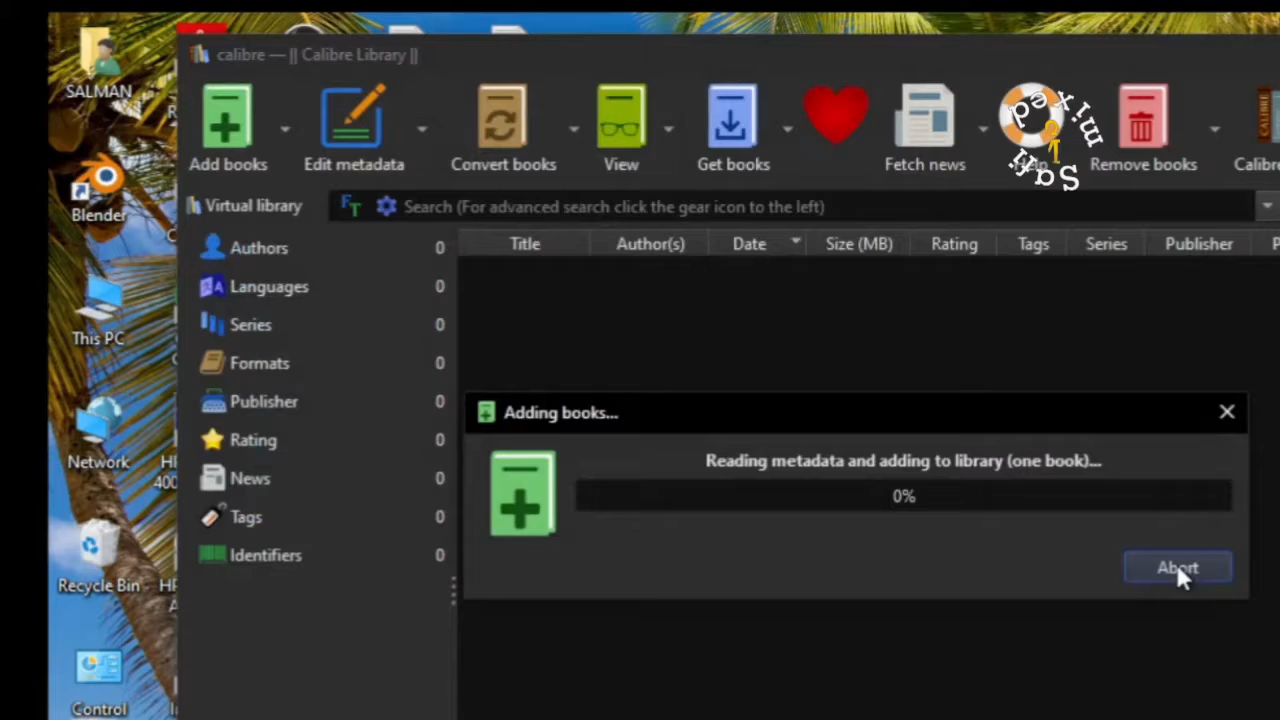 SALMAN
calibre — || Calibre Library ||
Add books
Edit metadata
Convert books
View
Get books
Fetch news
Help
Remove books
mixed
by
Safi
Blender
Virtual library
Search (For advanced search click the gear icon to the left)
Authors 0
Title Author(s) Date Size (MB) Rating Tags Series Publisher
Languages 0
This PC
Series 0
Formats 0
Publisher 0
Adding books...
Rating 0
Network
Reading metadata and adding to library (one book)...
News 0
0%
Tags 0
Identifiers 0
Abort
Recycle Bin
Control